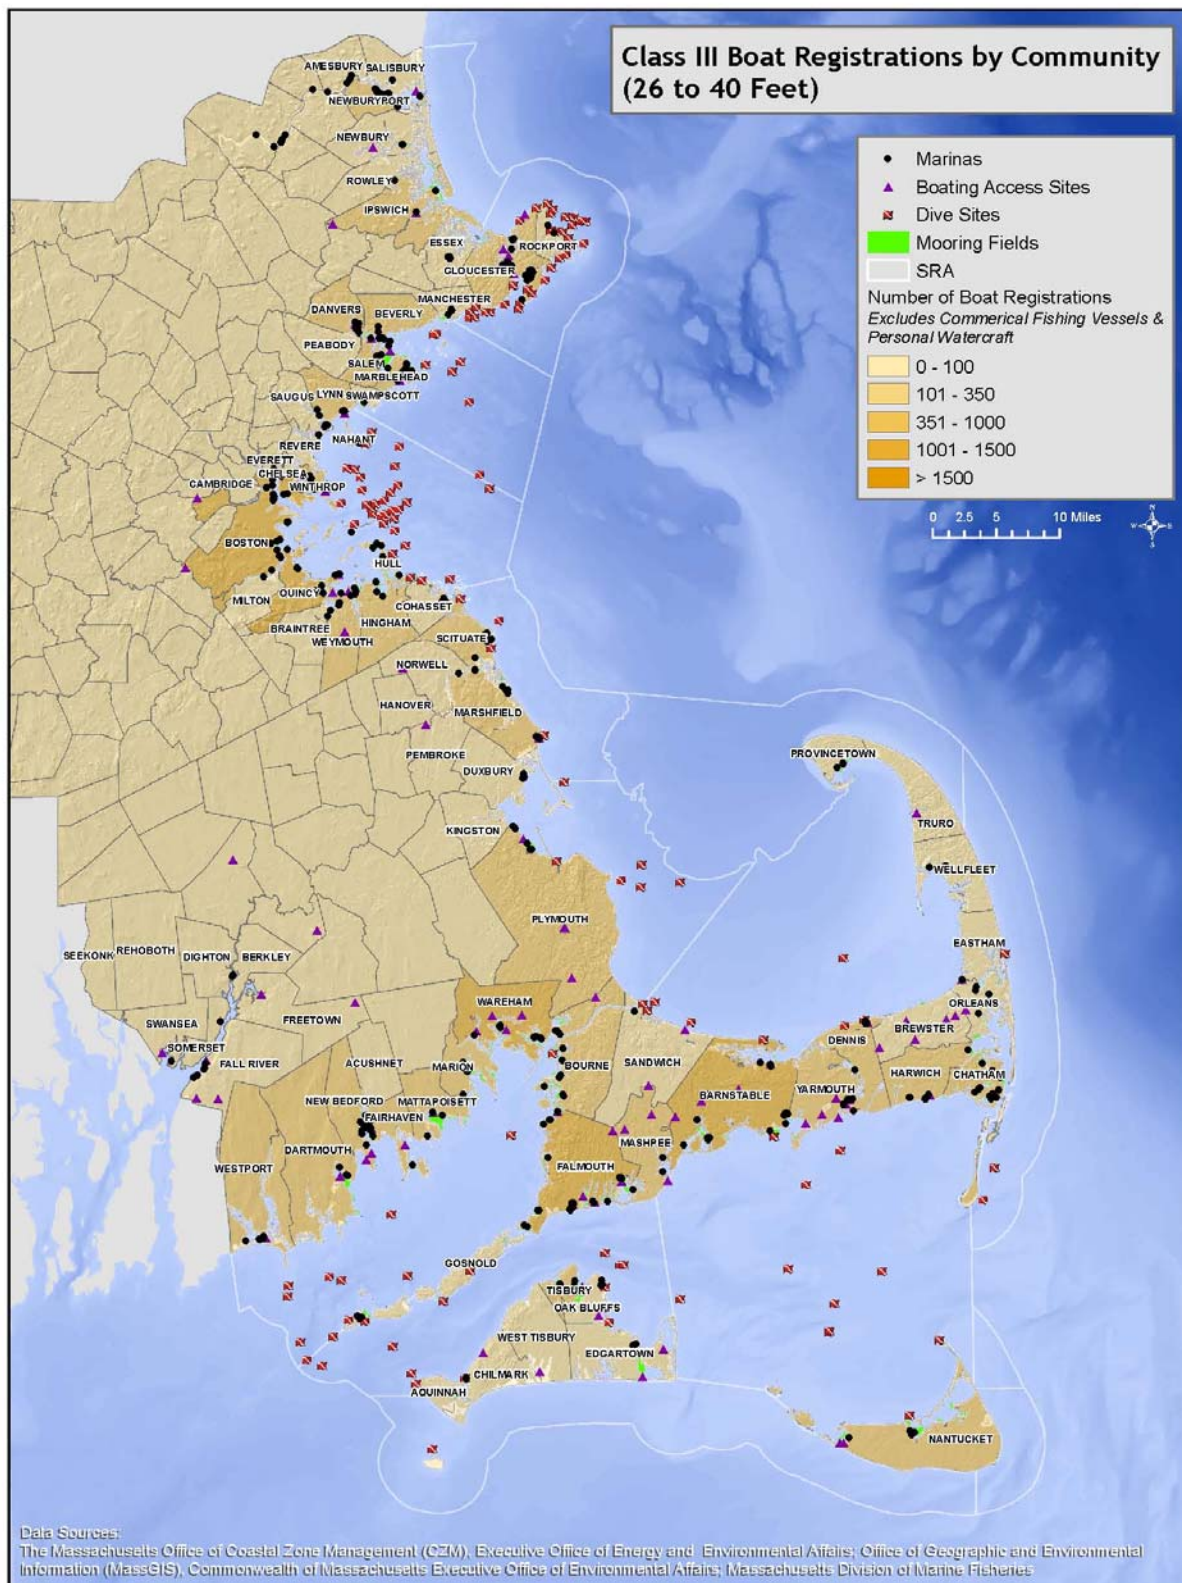 Class III Boat Registrations by Community
(26 to 40 Feet)
Marinas
Boating Access Sites
Dive Sites
Mooring Fields
SRA
Number of Boat Registrations
Excludes Commerical Fishing Vessels &
Personal Watercraft
0 - 100
101 - 350
351 - 1000
1001 - 1500
> 1500
0 2.5 5 10 Miles
N
W E
S
AMESBURY SALISBURY
NEWBURYPORT
NEWBURY
ROWLEY
IPSWICH
ESSEX
ROCKPORT
GLOUCESTER
MANCHESTER
DANVERS
BEVERLY
PEABODY
SALEM
MARBLEHEAD
SAUGUS LYNN SWAMPSCOTT
NAHANT
REVERE
EVERETT
CHELSEA
CAMBRIDGE
WINTHROP
BOSTON
HULL
MILTON
QUINCY
COHASSET
BRAINTREE
HINGHAM
WEYMOUTH
SCITUATE
NORWELL
HANOVER
MARSHFIELD
PEMBROKE
DUXBURY
PROVINCETOWN
TRURO
KINGSTON
WELLFLEET
PLYMOUTH
EASTHAM
SEEKONK REHOBOTH DIGHTON BERKLEY
WAREHAM
ORLEANS
SWANSEA
FREETOWN
BREWSTER
SOMERSET
DENNIS
FALL RIVER
ACUSHNET
MARION
BOURNE
SANDWICH
HARWICH
CHATHAM
YARMOUTH
BARNSTABLE
NEW BEDFORD
MATTAPOISETT
FAIRHAVEN
MASHPEE
DARTMOUTH
WESTPORT
FALMOUTH
GOSNOLD
TISBURY
OAK BLUFFS
WEST TISBURY
EDGARTOWN
CHILMARK
AQUINNAH
NANTUCKET
Data Sources:
The Massachusetts Office of Coastal Zone Management (CZM), Executive Office of Energy and Environmental Affairs; Office of Geographic and Environmental
Information (MassGIS), Commonwealth of Massachusetts Executive Office of Environmental Affairs; Massachusetts Division of Marine Fisheries